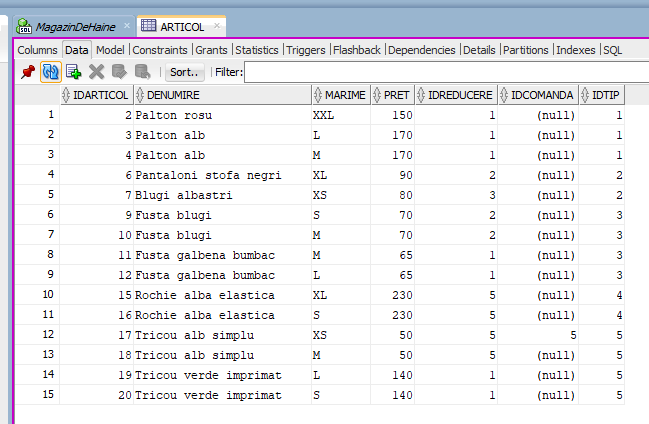 MagazinDeHaine ARTICOL
Columns Data Model Constraints Grants Statistics Triggers Flashback Dependencies Details Partitions Indexes SQL
Sort.. Filter:
IDARTICOL DENUMIRE MARIME PRET IDREDUCERE IDCOMANDA IDTIP
1 2 Palton rosu XXL 150 1 (null) 1
2 3 Palton alb L 170 1 (null) 1
3 4 Palton alb M 170 1 (null) 1
4 6 Pantaloni stofa negri XL 90 2 (null) 2
5 7 Blugi albastri XS 80 3 (null) 2
6 9 Fusta blugi S 70 2 (null) 3
7 10 Fusta blugi M 70 2 (null) 3
8 11 Fusta galbena bumbac M 65 1 (null) 3
9 12 Fusta galbena bumbac L 65 1 (null) 3
10 15 Rochie alba elastica XL 230 5 (null) 4
11 16 Rochie alba elastica S 230 5 (null) 4
12 17 Tricou alb simplu XS 50 5 5 5
13 18 Tricou alb simplu M 50 5 (null) 5
14 19 Tricou verde imprimat L 140 1 (null) 5
15 20 Tricou verde imprimat S 140 1 (null) 5